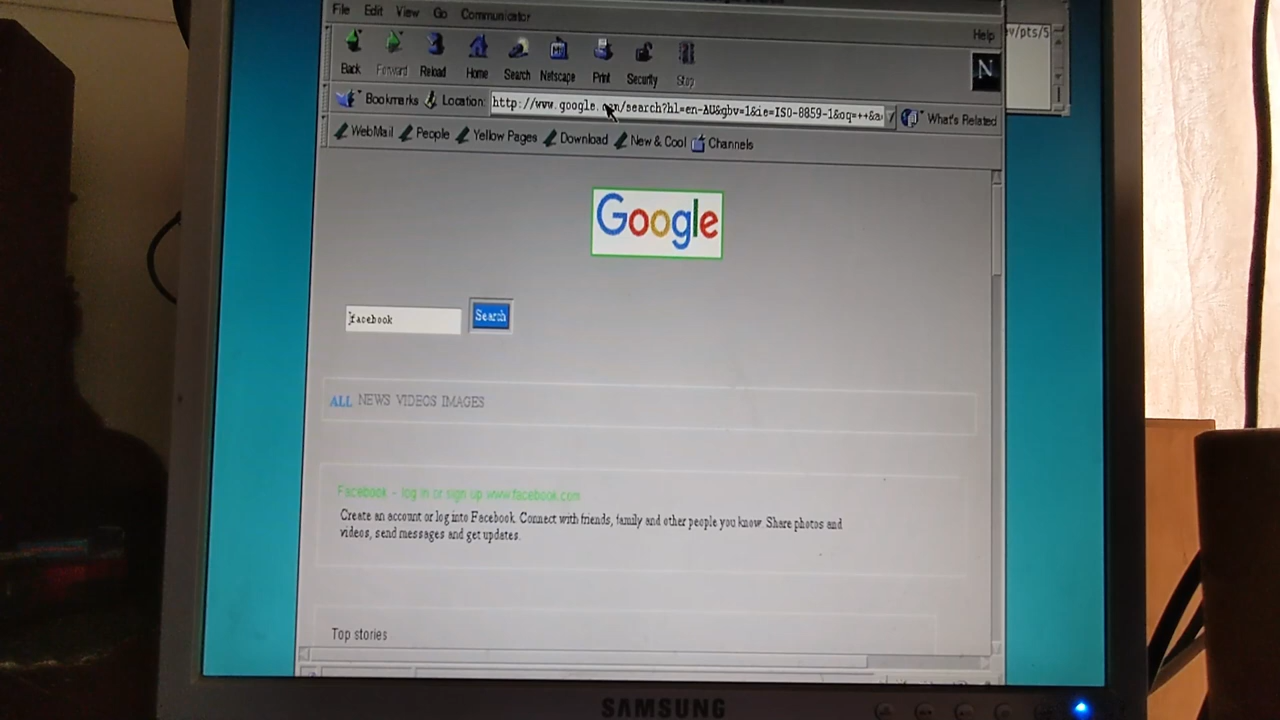 File Edit View Go Communicator
Help
Back Forward Reload Home Search Netscape Print Security Stop
N
Bookmarks Location: http://www.google.com/search?hl=en-AU&gbv=1&ie=ISO-8859-1&oq=++&a What's Related
WebMail People Yellow Pages Download New & Cool Channels
Google
facebook Search
ALL NEWS VIDEOS IMAGES
Facebook - log in or sign up www.facebook.com
Create an account or log into Facebook. Connect with friends, family and other people you know. Share photos and
videos, send messages and get updates.
Top stories
SAMSUNG